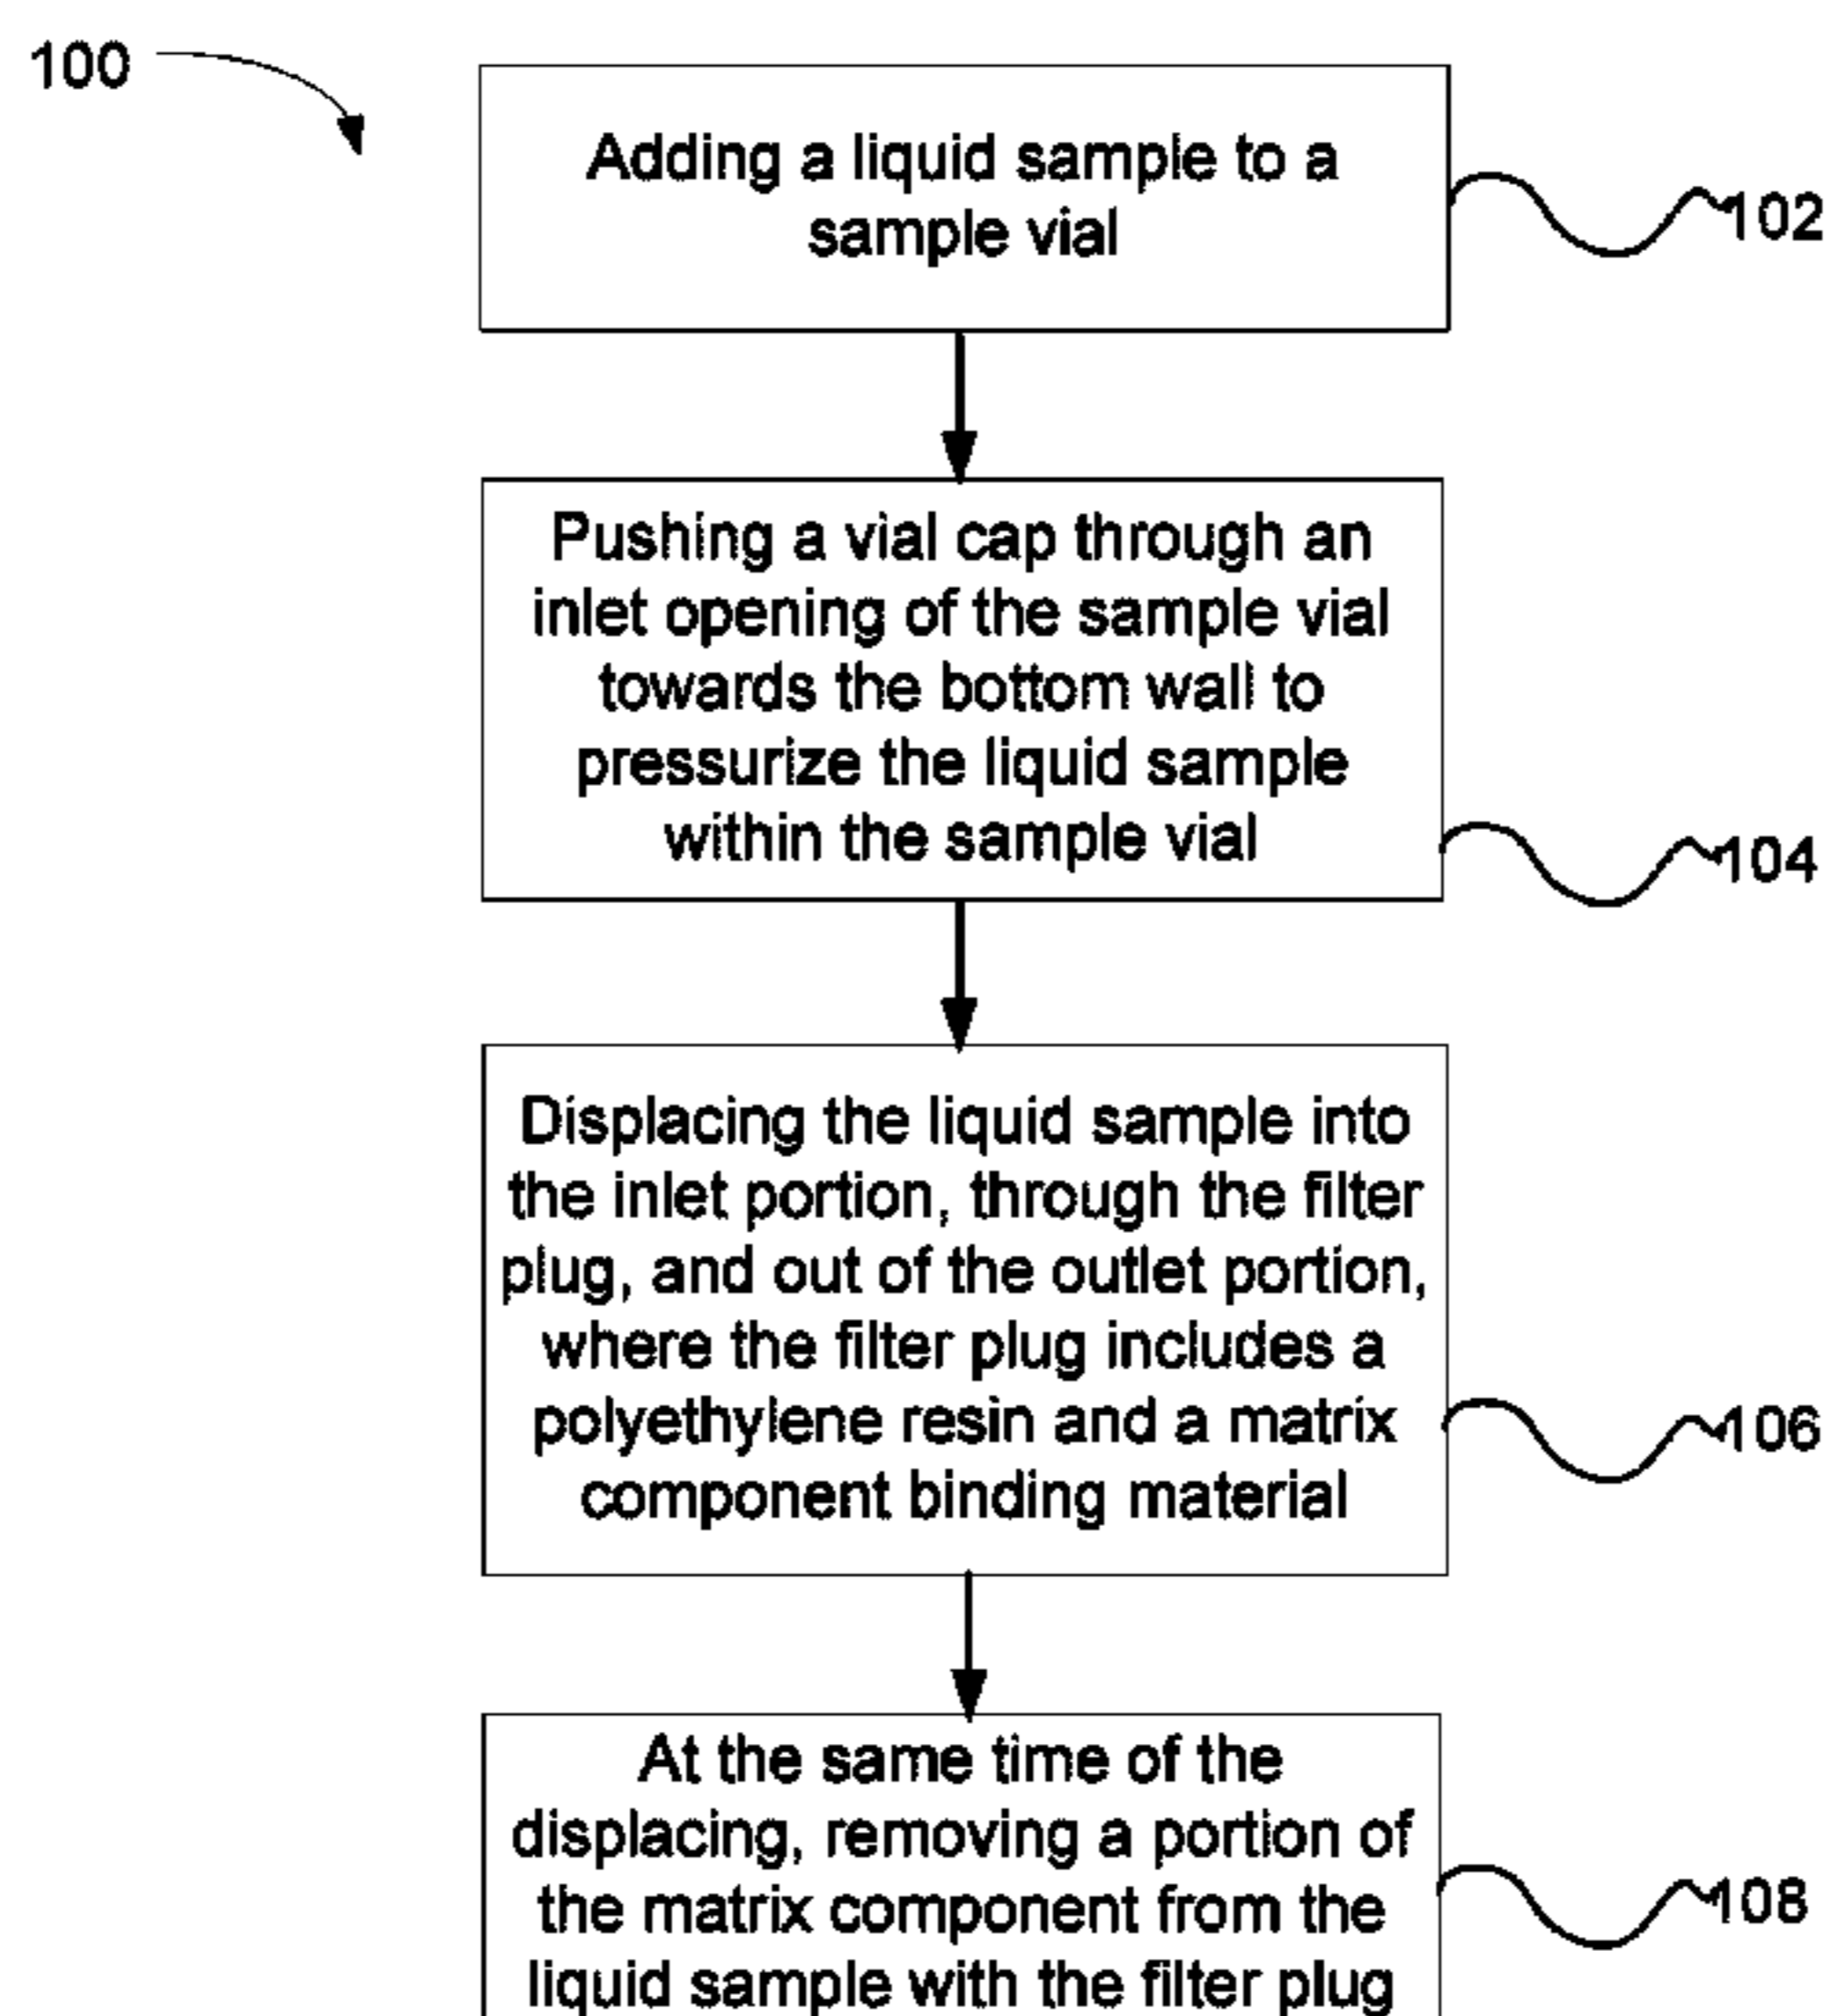 100
Adding a liquid sample to a
sample vial
102
Pushing a vial cap through an
inlet opening of the sample vial
towards the bottom wall to
pressurize the liquid sample
within the sample vial
104
Displacing the liquid sample into
the inlet portion, through the filter
plug, and out of the outlet portion,
where the filter plug includes a
polyethylene resin and a matrix
component binding material
106
At the same time of the
displacing, removing a portion of
the matrix component from the
liquid sample with the filter plug
108